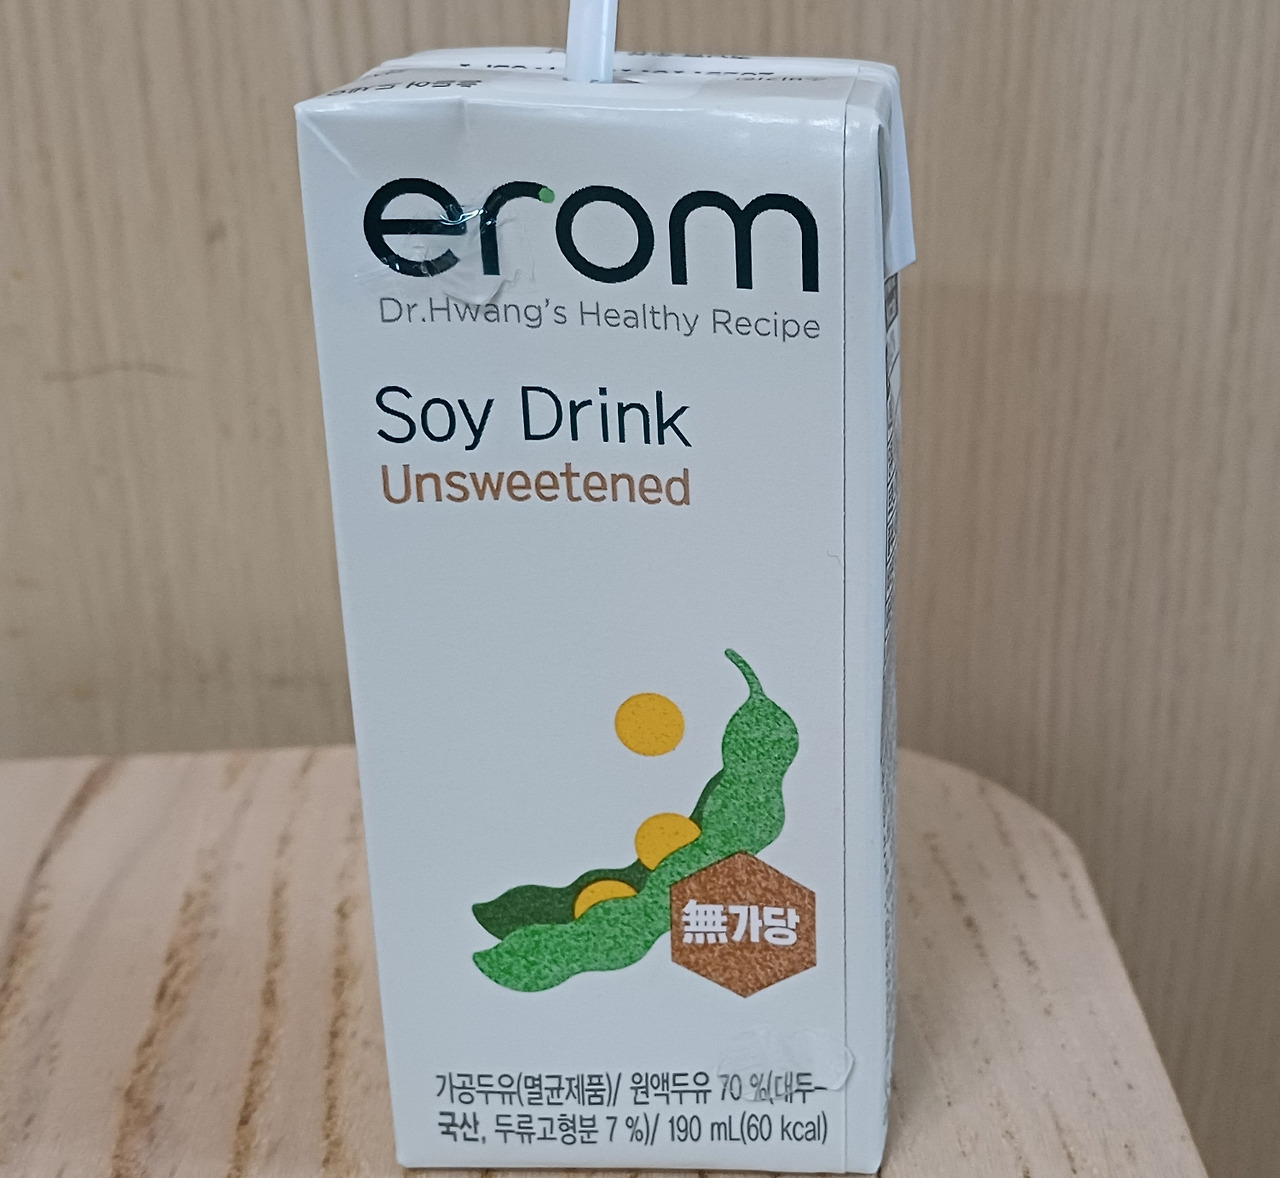 erom
Dr.Hwang's Healthy Recipe
Soy Drink
Unsweetened
無가당
가공두유(멸균제품)/ 원액두유 70 %(대두-
국산, 두류고형분 7 %)/ 190 mL(60 kcal)